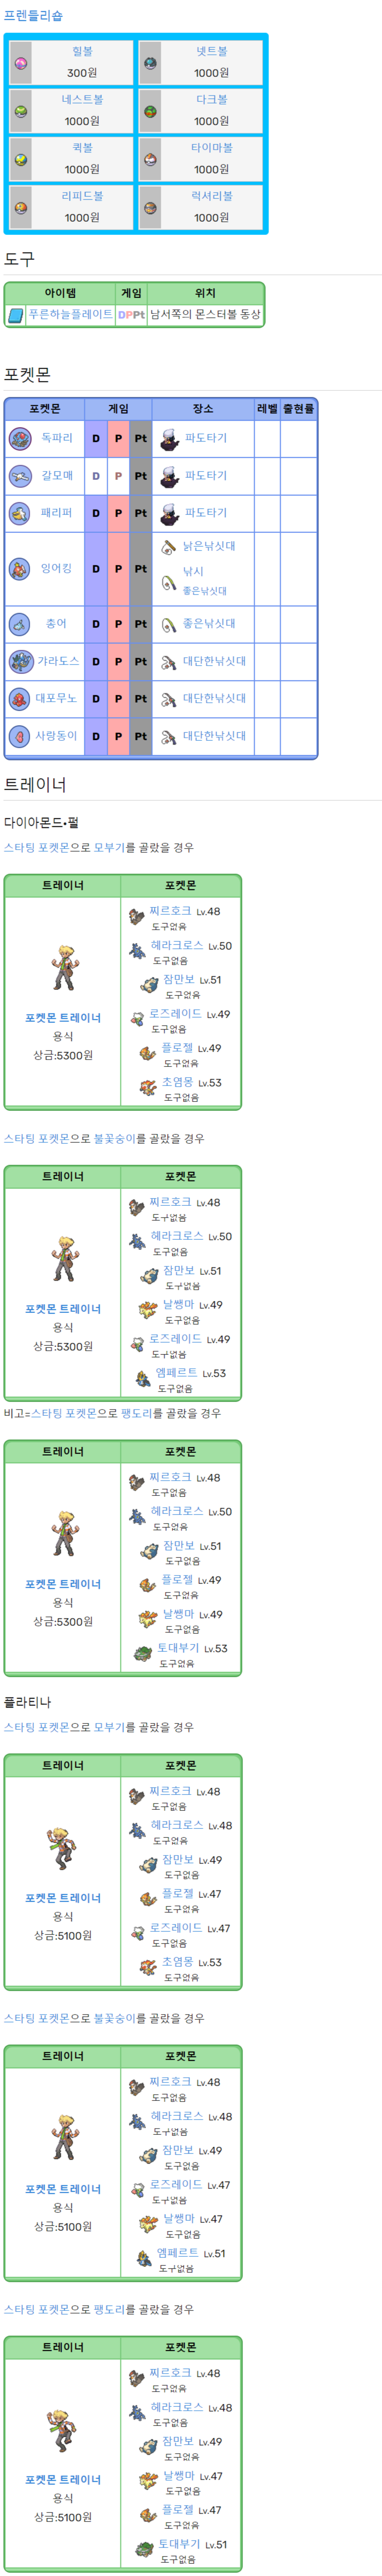 프렌들리숍
힐볼
300원
넷트볼
1000원
네스트볼
1000원
다크볼
1000원
퀵볼
1000원
타이마볼
1000원
리피드볼
1000원
럭셔리볼
1000원
도구
아이템 게임 위치
푸른하늘플레이트 DPPt 남서쪽의 몬스터볼 동상
포켓몬
포켓몬 게임 장소 레벨 출현률
독파리 D P Pt 파도타기
갈모매 D P Pt 파도타기
패리퍼 D P Pt 파도타기
잉어킹 D P Pt 낡은낚싯대
낚시
좋은낚싯대
총어 D P Pt 좋은낚싯대
갸라도스 D P Pt 대단한낚싯대
대포무노 D P Pt 대단한낚싯대
사랑동이 D P Pt 대단한낚싯대
트레이너
다이아몬드•펄
스타팅 포켓몬으로 모부기를 골랐을 경우
트레이너 포켓몬
포켓몬 트레이너
용식
상금:5300원
찌르호크 Lv.48
도구없음
헤라크로스 Lv.50
도구없음
잠만보 Lv.51
도구없음
로즈레이드 Lv.49
도구없음
플로젤 Lv.49
도구없음
초염몽 Lv.53
도구없음
스타팅 포켓몬으로 불꽃숭이를 골랐을 경우
트레이너 포켓몬
포켓몬 트레이너
용식
상금:5300원
찌르호크 Lv.48
도구없음
헤라크로스 Lv.50
도구없음
잠만보 Lv.51
도구없음
날쌩마 Lv.49
도구없음
로즈레이드 Lv.49
도구없음
엠페르트 Lv.53
도구없음
비고=스타팅 포켓몬으로 팽도리를 골랐을 경우
트레이너 포켓몬
포켓몬 트레이너
용식
상금:5300원
찌르호크 Lv.48
도구없음
헤라크로스 Lv.50
도구없음
잠만보 Lv.51
도구없음
플로젤 Lv.49
도구없음
날쌩마 Lv.49
도구없음
토대부기 Lv.53
도구없음
플라티나
스타팅 포켓몬으로 모부기를 골랐을 경우
트레이너 포켓몬
포켓몬 트레이너
용식
상금:5100원
찌르호크 Lv.48
도구없음
헤라크로스 Lv.48
도구없음
잠만보 Lv.49
도구없음
플로젤 Lv.47
도구없음
로즈레이드 Lv.47
도구없음
초염몽 Lv.53
도구없음
스타팅 포켓몬으로 불꽃숭이를 골랐을 경우
트레이너 포켓몬
포켓몬 트레이너
용식
상금:5100원
찌르호크 Lv.48
도구없음
헤라크로스 Lv.48
도구없음
잠만보 Lv.49
도구없음
로즈레이드 Lv.47
도구없음
날쌩마 Lv.47
도구없음
엠페르트 Lv.51
도구없음
스타팅 포켓몬으로 팽도리를 골랐을 경우
트레이너 포켓몬
포켓몬 트레이너
용식
상금:5100원
찌르호크 Lv.48
도구없음
헤라크로스 Lv.48
도구없음
잠만보 Lv.49
도구없음
날쌩마 Lv.47
도구없음
플로젤 Lv.47
도구없음
토대부기 Lv.51
도구없음